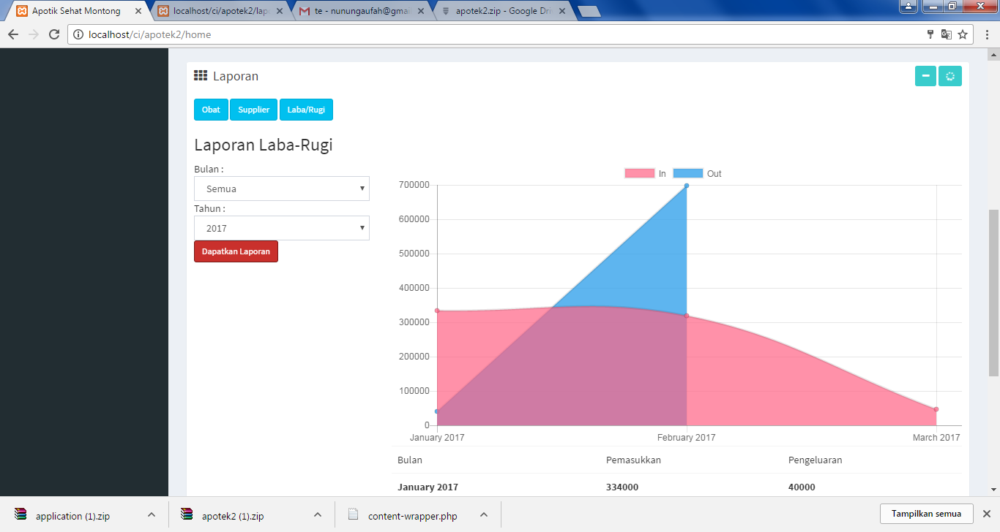 Apotik Sehat Montong
localhost/ci/apotek2/lap
te - nunungaufah@gmai
apotek2.zip - Google Dri
localhost/ci/apotek2/home
Laporan
Obat
Supplier
Laba/Rugi
Laporan Laba-Rugi
Bulan :
Semua
Tahun :
2017
Dapatkan Laporan
In
Out
700000
600000
500000
400000
300000
200000
100000
0
January 2017
February 2017
March 2017
Bulan Pemasukkan Pengeluaran
January 2017 334000 40000
application (1).zip
apotek2 (1).zip
content-wrapper.php
Tampilkan semua